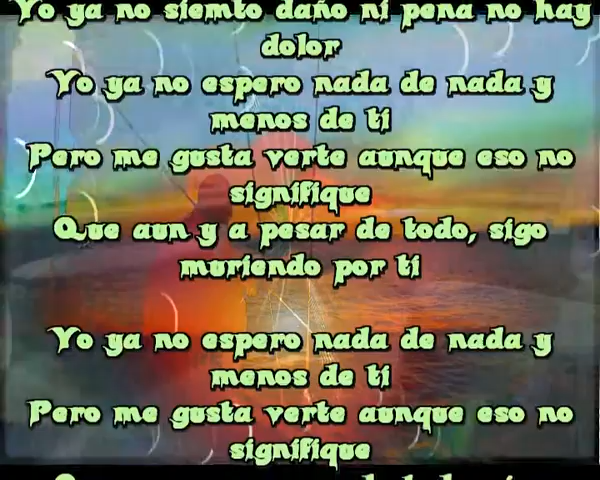 Yo ya no siento daño ni pena no hay
dolor
Yo ya no espero nada de nada y
menos de ti
Pero me gusta verte aunque eso no
signifique
Que aun y a pesar de todo, sigo
muriendo por ti
Yo ya no espero nada de nada y
menos de ti
Pero me gusta verte aunque eso no
signifique